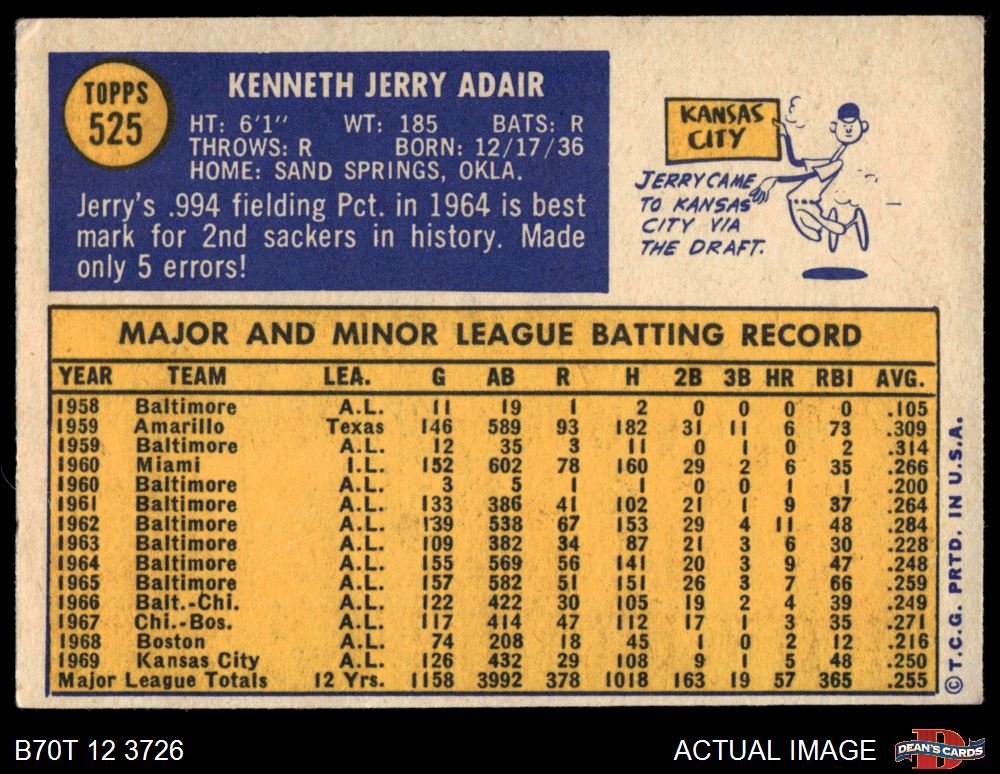 TOPPS
525
KENNETH JERRY ADAIR
HT: 6'1" WT: 185 BATS: R
THROWS: R BORN: 12/17/36
HOME: SAND SPRINGS, OKLA.
Jerry's .994 fielding Pct. in 1964 is best
mark for 2nd sackers in history. Made
only 5 errors!
KANSAS
CITY
JERRY CAME
TO KANSAS
CITY VIA
THE DRAFT.
MAJOR AND MINOR LEAGUE BATTING RECORD
YEAR TEAM LEA. G AB R H 2B 3B HR RBI AVG.
1958 Baltimore A.L. 11 19 1 2 0 0 0 0 .105
1959 Amarillo Texas 146 589 93 182 31 11 6 73 .309
1959 Baltimore A.L. 12 35 3 11 0 1 0 2 .314
1960 Miami I.L. 152 602 78 160 29 2 6 35 .266
1960 Baltimore A.L. 3 5 1 1 0 0 1 1 .200
1961 Baltimore A.L. 133 386 41 102 21 1 9 37 .264
1962 Baltimore A.L. 139 538 67 153 29 4 11 48 .284
1963 Baltimore A.L. 109 382 34 87 21 3 6 30 .228
1964 Baltimore A.L. 155 569 56 141 20 3 9 47 .248
1965 Baltimore A.L. 157 582 51 151 26 3 7 66 .259
1966 Balt.-Chi. A.L. 122 422 30 105 19 2 4 39 .249
1967 Chi.-Bos. A.L. 117 414 47 112 17 1 3 35 .271
1968 Boston A.L. 74 208 18 45 1 0 2 12 .216
1969 Kansas City A.L. 126 432 29 108 9 1 5 48 .250
Major League Totals 12 Yrs. 1158 3992 378 1018 163 19 57 365 .255
© T.C.G. PRTD. IN U.S.A.
B70T 12 3726
ACTUAL IMAGE
DEAN'S CARDS